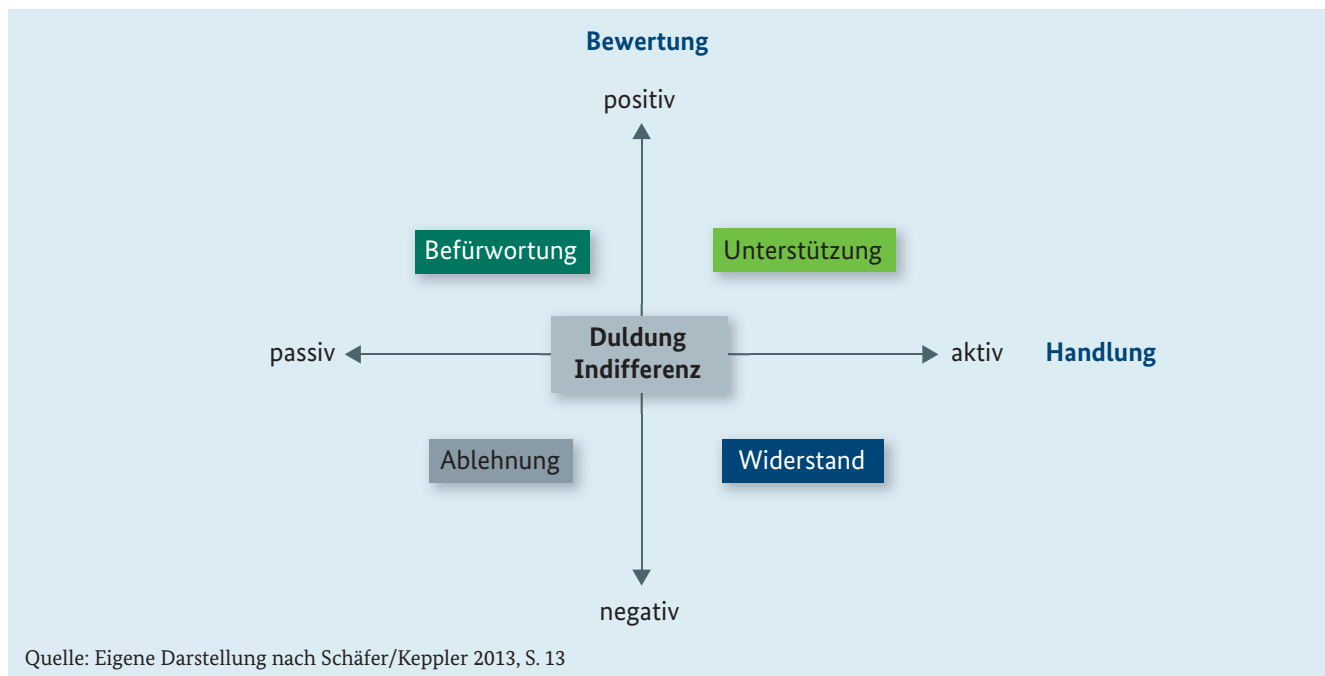 Bewertung
positiv
Befürwortung
Unterstützung
Duldung
Indifferenz
passiv
aktiv
Handlung
Ablehnung
Widerstand
negativ
Quelle: Eigene Darstellung nach Schäfer/Keppler 2013, S. 13